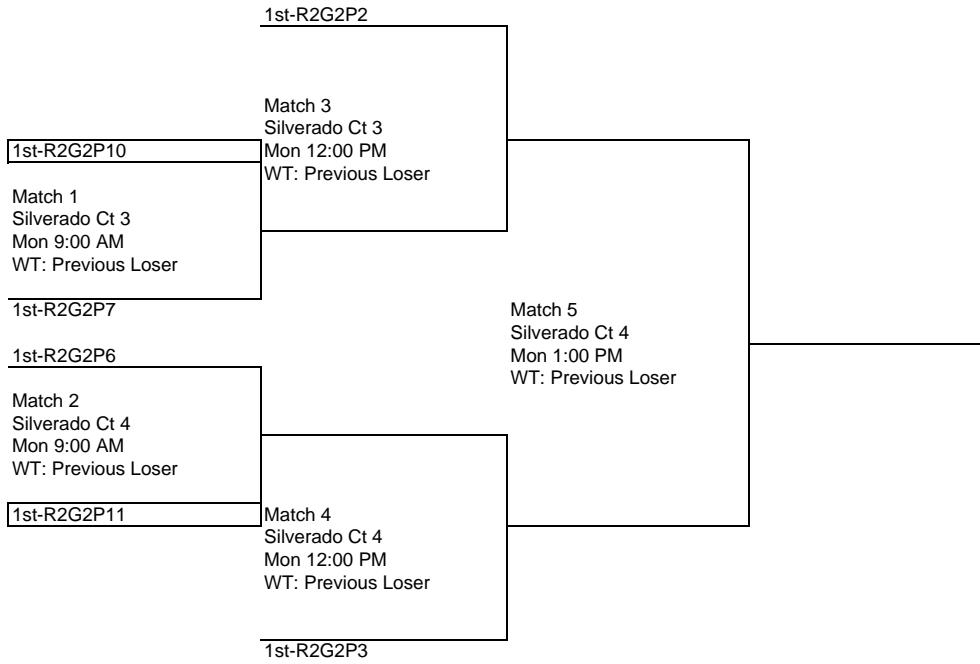 1st-R2G2P2
Match 3
Silverado Ct 3
Mon 12:00 PM
WT: Previous Loser
1st-R2G2P10
Match 1
Silverado Ct 3
Mon 9:00 AM
WT: Previous Loser
1st-R2G2P7
Match 5
Silverado Ct 4
Mon 1:00 PM
WT: Previous Loser
1st-R2G2P6
Match 2
Silverado Ct 4
Mon 9:00 AM
WT: Previous Loser
1st-R2G2P11
Match 4
Silverado Ct 4
Mon 12:00 PM
WT: Previous Loser
1st-R2G2P3